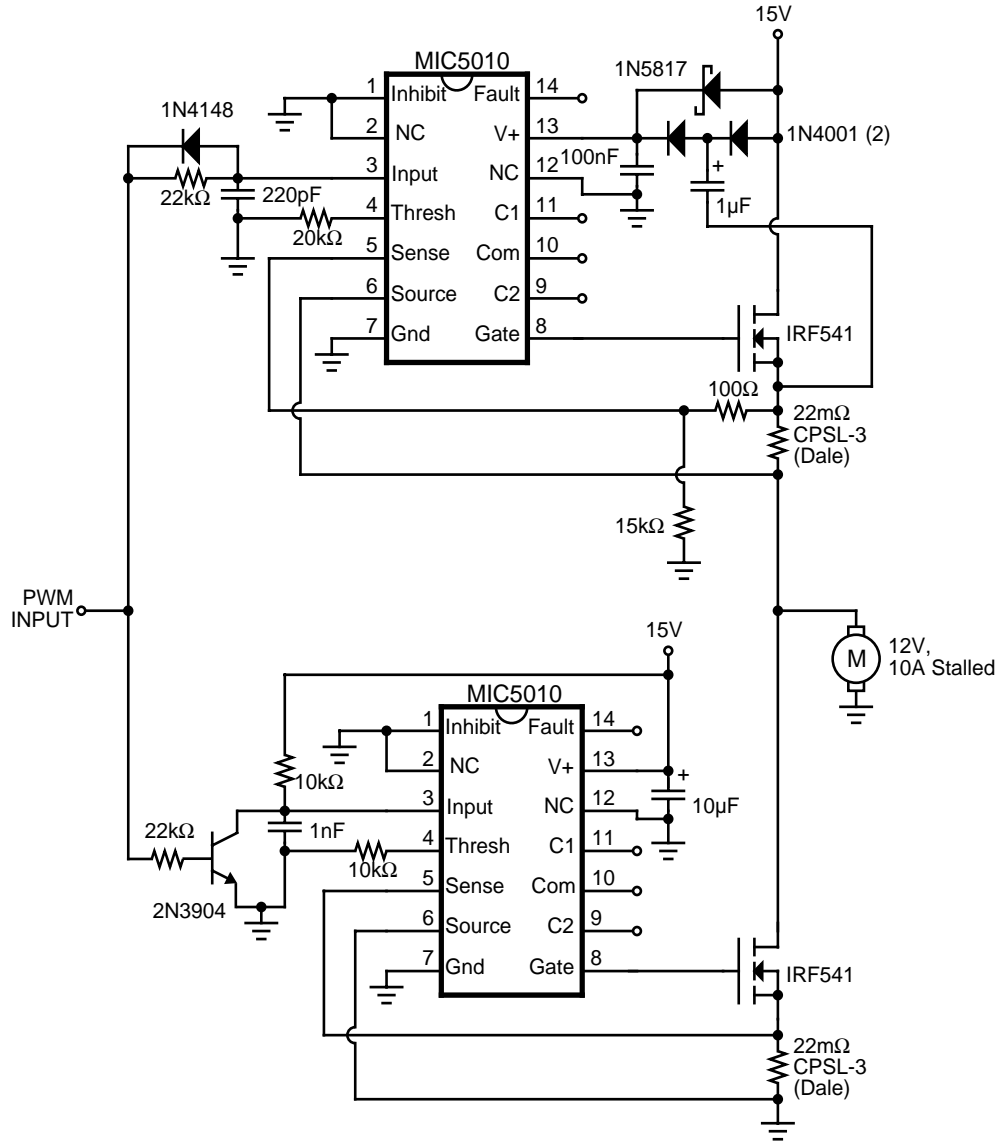 15V
MIC5010
1N5817
1 Inhibit Fault 14
1N4148
2 NC V+ 13
1N4001 (2)
100nF
+
3 Input NC 12
22kΩ
220pF
1µF
4 Thresh C1 11
20kΩ
5 Sense Com 10
6 Source C2 9
7 Gnd Gate 8
IRF541
100Ω
22mΩ
CPSL-3
(Dale)
15kΩ
PWM
INPUT
15V
M
12V,
10A Stalled
MIC5010
1 Inhibit Fault 14
2 NC V+ 13
+
10kΩ
3 Input NC 12
10µF
22kΩ
1nF
4 Thresh C1 11
10kΩ
5 Sense Com 10
2N3904
6 Source C2 9
7 Gnd Gate 8
IRF541
22mΩ
CPSL-3
(Dale)